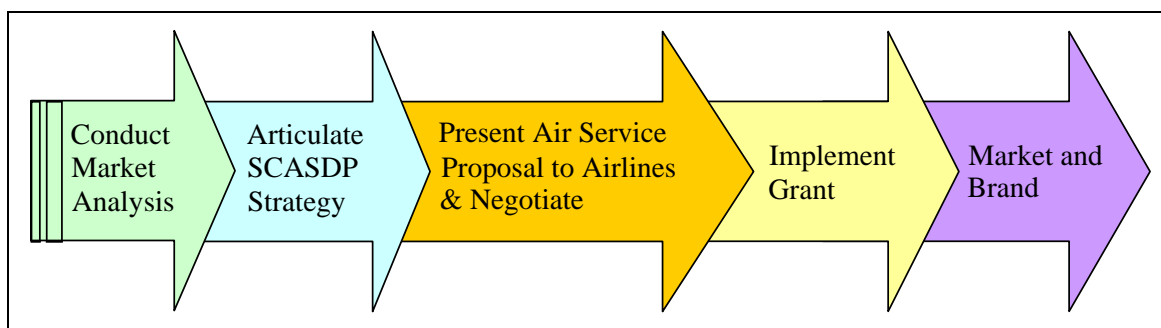 Conduct
Market
Analysis
Articulate
SCASDP
Strategy
Present Air Service
Proposal to Airlines
& Negotiate
Implement
Grant
Market and
Brand